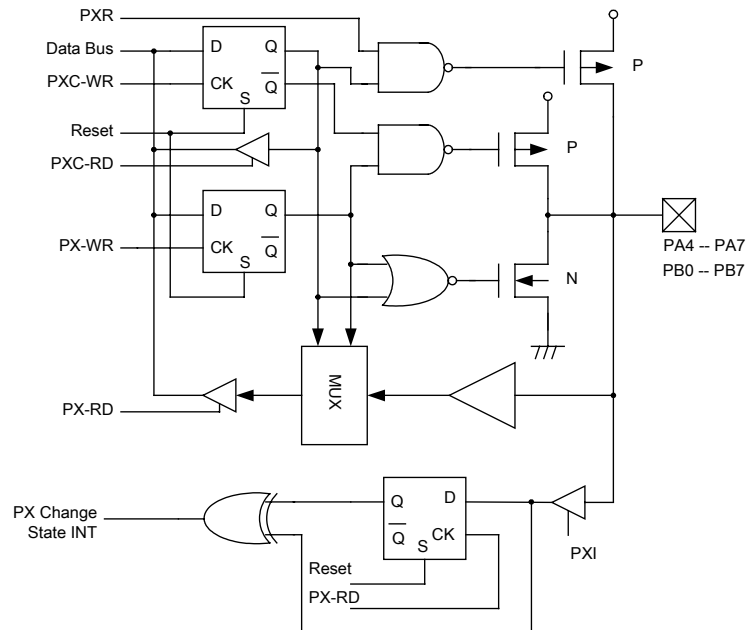 PXR
Data Bus
PXC-WR
D
Q
CK
Q
S
P
Reset
PXC-RD
P
D
Q
PX-WR
CK
Q
S
PA4 -- PA7
PB0 -- PB7
N
MUX
PX-RD
PX Change
State INT
Q
D
Q
CK
S
PXI
Reset
PX-RD